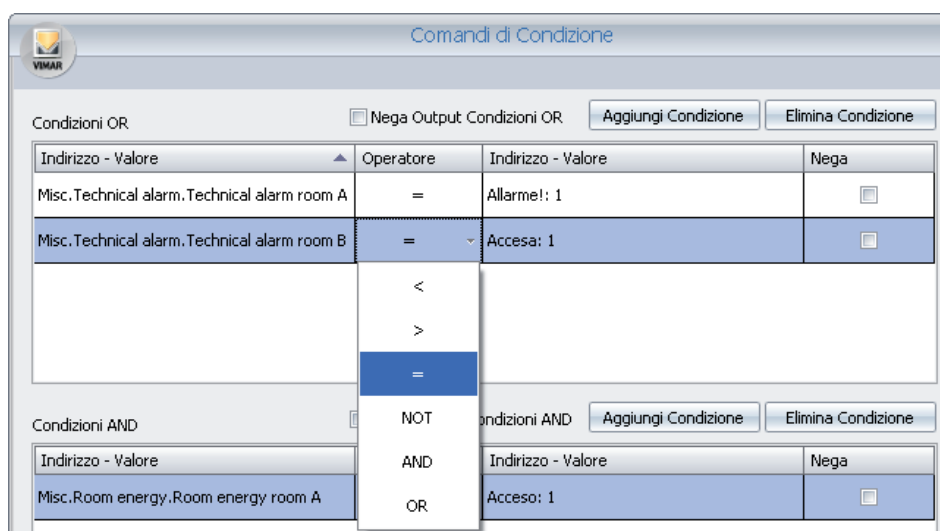 Comandi di Condizione
VIMAR
Condizioni OR
Nega Output Condizioni OR
Aggiungi Condizione
Elimina Condizione
Indirizzo - Valore
Operatore
Indirizzo - Valore
Nega
Misc.Technical alarm.Technical alarm room A
=
Allarme!: 1
Misc.Technical alarm.Technical alarm room B
=
Accesa: 1
<
>
=
NOT
AND
OR
Condizioni AND
ondizioni AND
Aggiungi Condizione
Elimina Condizione
Indirizzo - Valore
Indirizzo - Valore
Nega
Misc.Room energy.Room energy room A
Acceso: 1